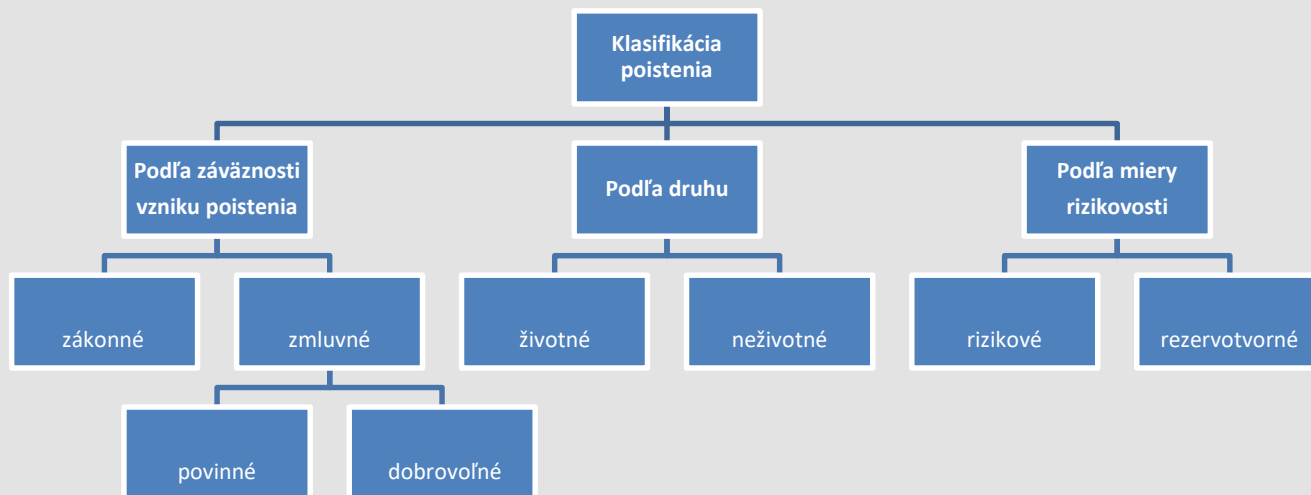 Klasifikácia
poistenia
Podľa záväznosti
vzniku poistenia
Podľa druhu
Podľa miery
rizikovosti
zákonné
zmluvné
životné
neživotné
rizikové
rezervotvorné
povinné
dobrovoľné